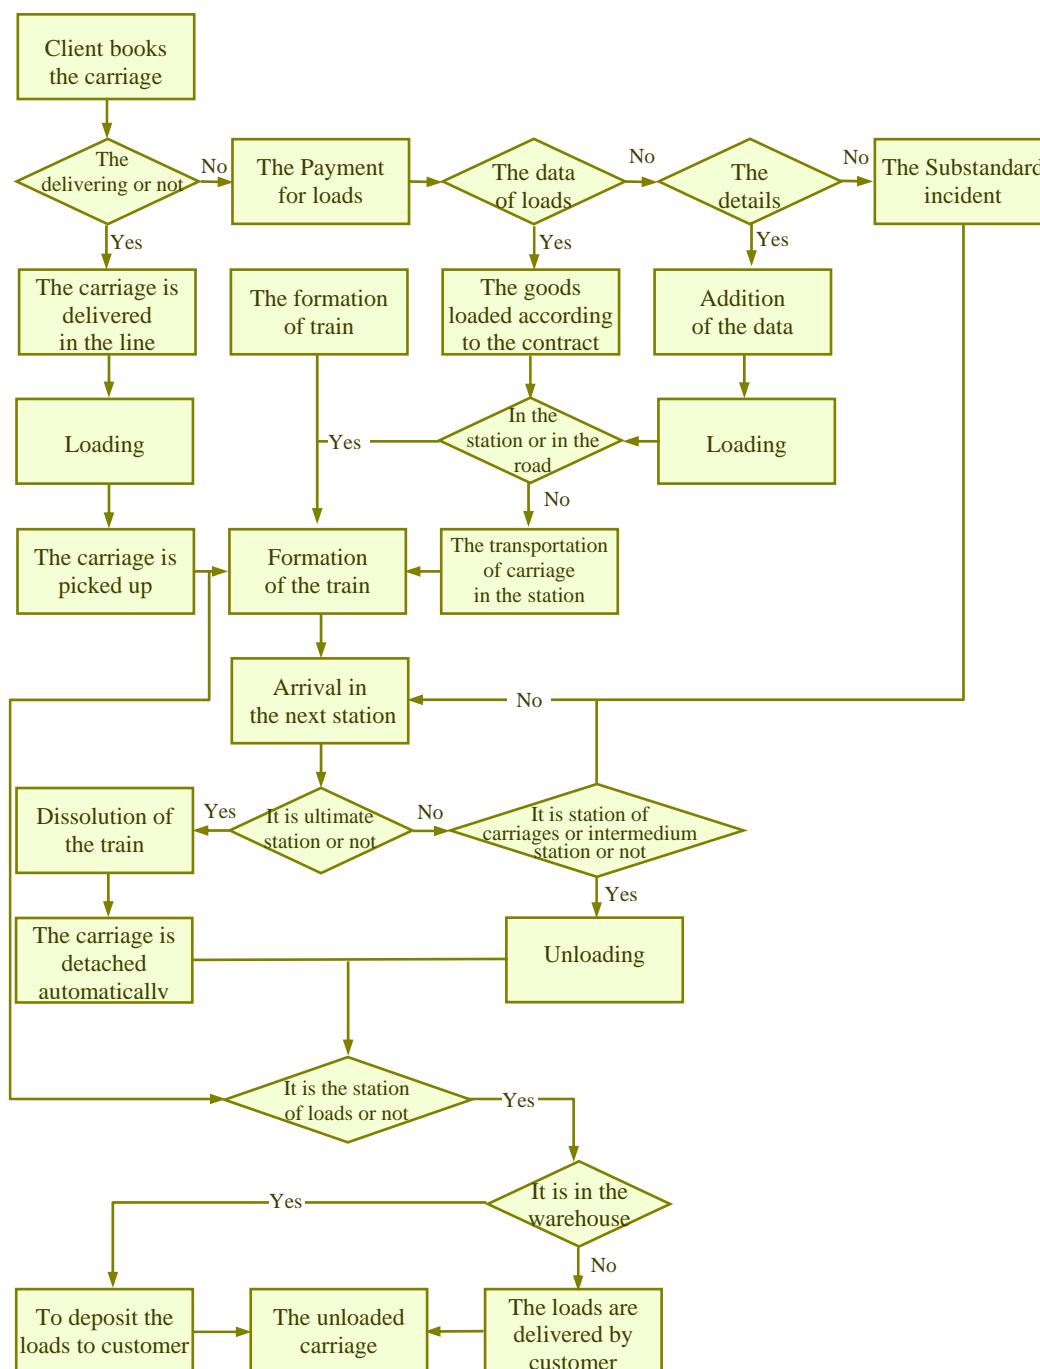 Client books
the carriage
The
delivering or not
No
The Payment
for loads
The data
of loads
No
The
details
No
The Substandard
incident
Yes
Yes
Yes
The carriage is
delivered
in the line
The formation
of train
The goods
loaded according
to the contract
Addition
of the data
Loading
Yes
In the
station or in the
road
Loading
No
The carriage is
picked up
Formation
of the train
The transportation
of carriage
in the station
Arrival in
the next station
No
Dissolution of
the train
Yes
It is ultimate
station or not
No
It is station of
carriages or intermedium
station or not
Yes
The carriage is
detached
automatically
Unloading
It is the station
of loads or not
Yes
It is in the
warehouse
Yes
No
To deposit the
loads to customer
The unloaded
carriage
The loads are
delivered by
customer